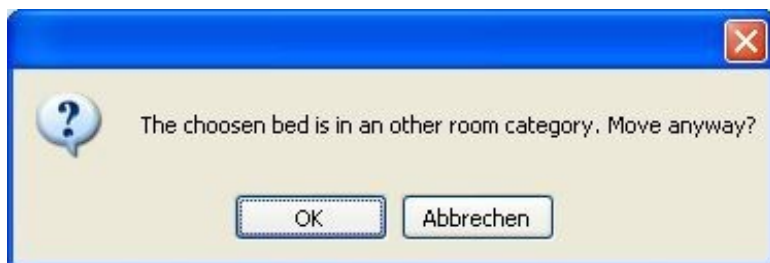 The choosen bed is in an other room category. Move anyway?
OK Abbrechen